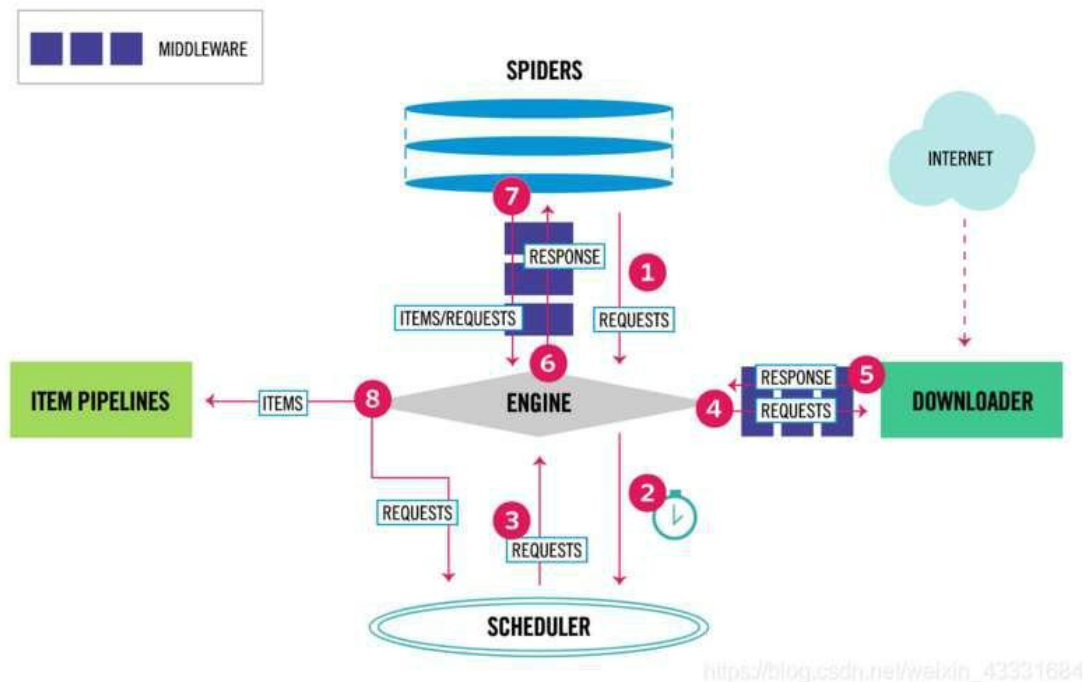 MIDDLEWARE
SPIDERS
INTERNET
7
RESPONSE
1
ITEMS/REQUESTS
REQUESTS
6
RESPONSE
5
ITEM PIPELINES
ITEMS
8
ENGINE
4
REQUESTS
DOWNLOADER
2
REQUESTS
3
REQUESTS
SCHEDULER
https://blog.csdn.net/weixin_43331684